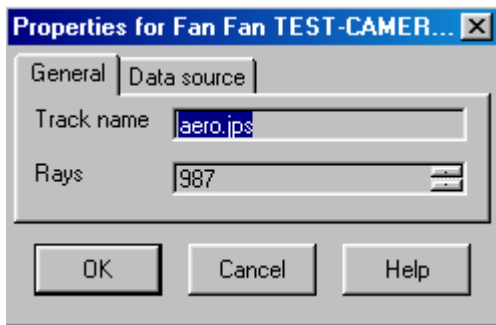 Properties for Fan Fan TEST-CAMER...
General Data source
Track name aero.jps
Rays 987
OK Cancel Help